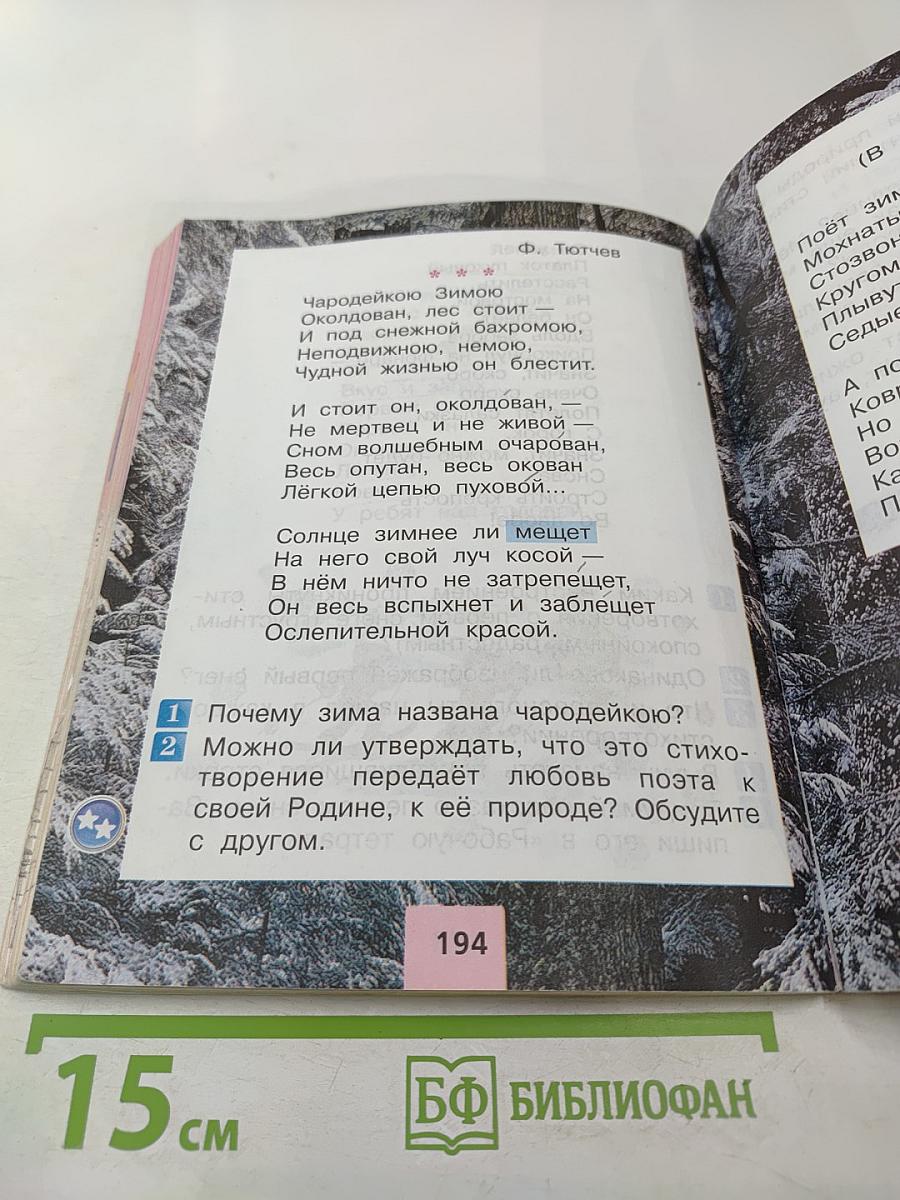 Ф. Тютчев
* * *
Чародейкою Зимою
Околдован, лес стоит —
И под снежной бахромою,
Неподвижною, немою,
Чудной жизнью он блестит.
И стоит он, околдован, —
Не мертвец и не живой —
Сном волшебным очарован,
Весь опутан, весь окован
Лёгкой цепью пуховой...
Солнце зимнее ли мещет
На него свой луч косой —
В нём ничто не затрепещет,
Он весь вспыхнет и заблещет
Ослепительной красой.
1 Почему зима названа чародейкою?
2 Можно ли утверждать, что это стихо-
творение передаёт любовь поэта к
своей Родине, к её природе? Обсудите
с другом.
194
(В
Поёт
Кругом
А
Но
15 см
БФ БИБЛИОФАН